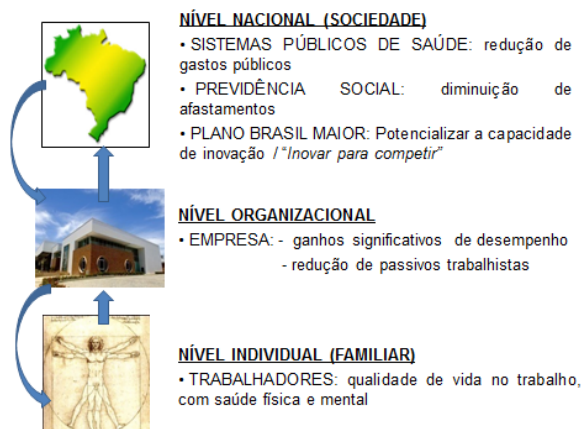 NÍVEL NACIONAL (SOCIEDADE)
• SISTEMAS PÚBLICOS DE SAÚDE: redução de
gastos públicos
• PREVIDÊNCIA SOCIAL: diminuição de
afastamentos
• PLANO BRASIL MAIOR: Potencializar a capacidade
de inovação / “Inovar para competir”
NÍVEL ORGANIZACIONAL
• EMPRESA: - ganhos significativos de desempenho
- redução de passivos trabalhistas
NÍVEL INDIVIDUAL (FAMILIAR)
• TRABALHADORES: qualidade de vida no trabalho,
com saúde física e mental